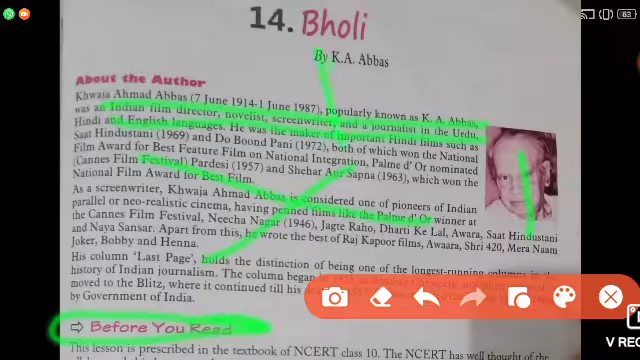 63
14. Bholi
By K.A. Abbas
About the Author
Khwaja Ahmad Abbas (7 June 1914-1 June 1987), popularly known as K. A. Abbas,
was an Indian film director, novelist, screenwriter, and a journalist in the Urdu,
Hindi and English languages. He was the maker of important Hindi films such as
Saat Hindustani (1969) and Do Boond Pani (1972), both of which won the National
Film Award for Best Feature Film on National Integration, Palme d' Or nominated
(Cannes Film Festival) Pardesi (1957) and Shehar Aur Sapna (1963), which won the
National Film Award for Best Film.
As a screenwriter, Khwaja Ahmad Abbas is considered one of pioneers of Indian
parallel or neo-realistic cinema, having penned films like the Palme d' Or winner at
the Cannes Film Festival, Neecha Nagar (1946), Jagte Raho, Dharti Ke Lal, Awara, Saat Hindustani
and Naya Sansar. Apart from this, he wrote the best of Raj Kapoor films, Awaara, Shri 420, Mera Naam
Joker, Bobby and Henna.
His column 'Last Page', holds the distinction of being one of the longest-running columns in the
history of Indian journalism. The column began in
moved to the Blitz, where it continued till his
by Government of India.
⇨ Before You Read
This lesson is prescribed in the textbook of NCERT class 10. The NCERT has well thought of the
V REC